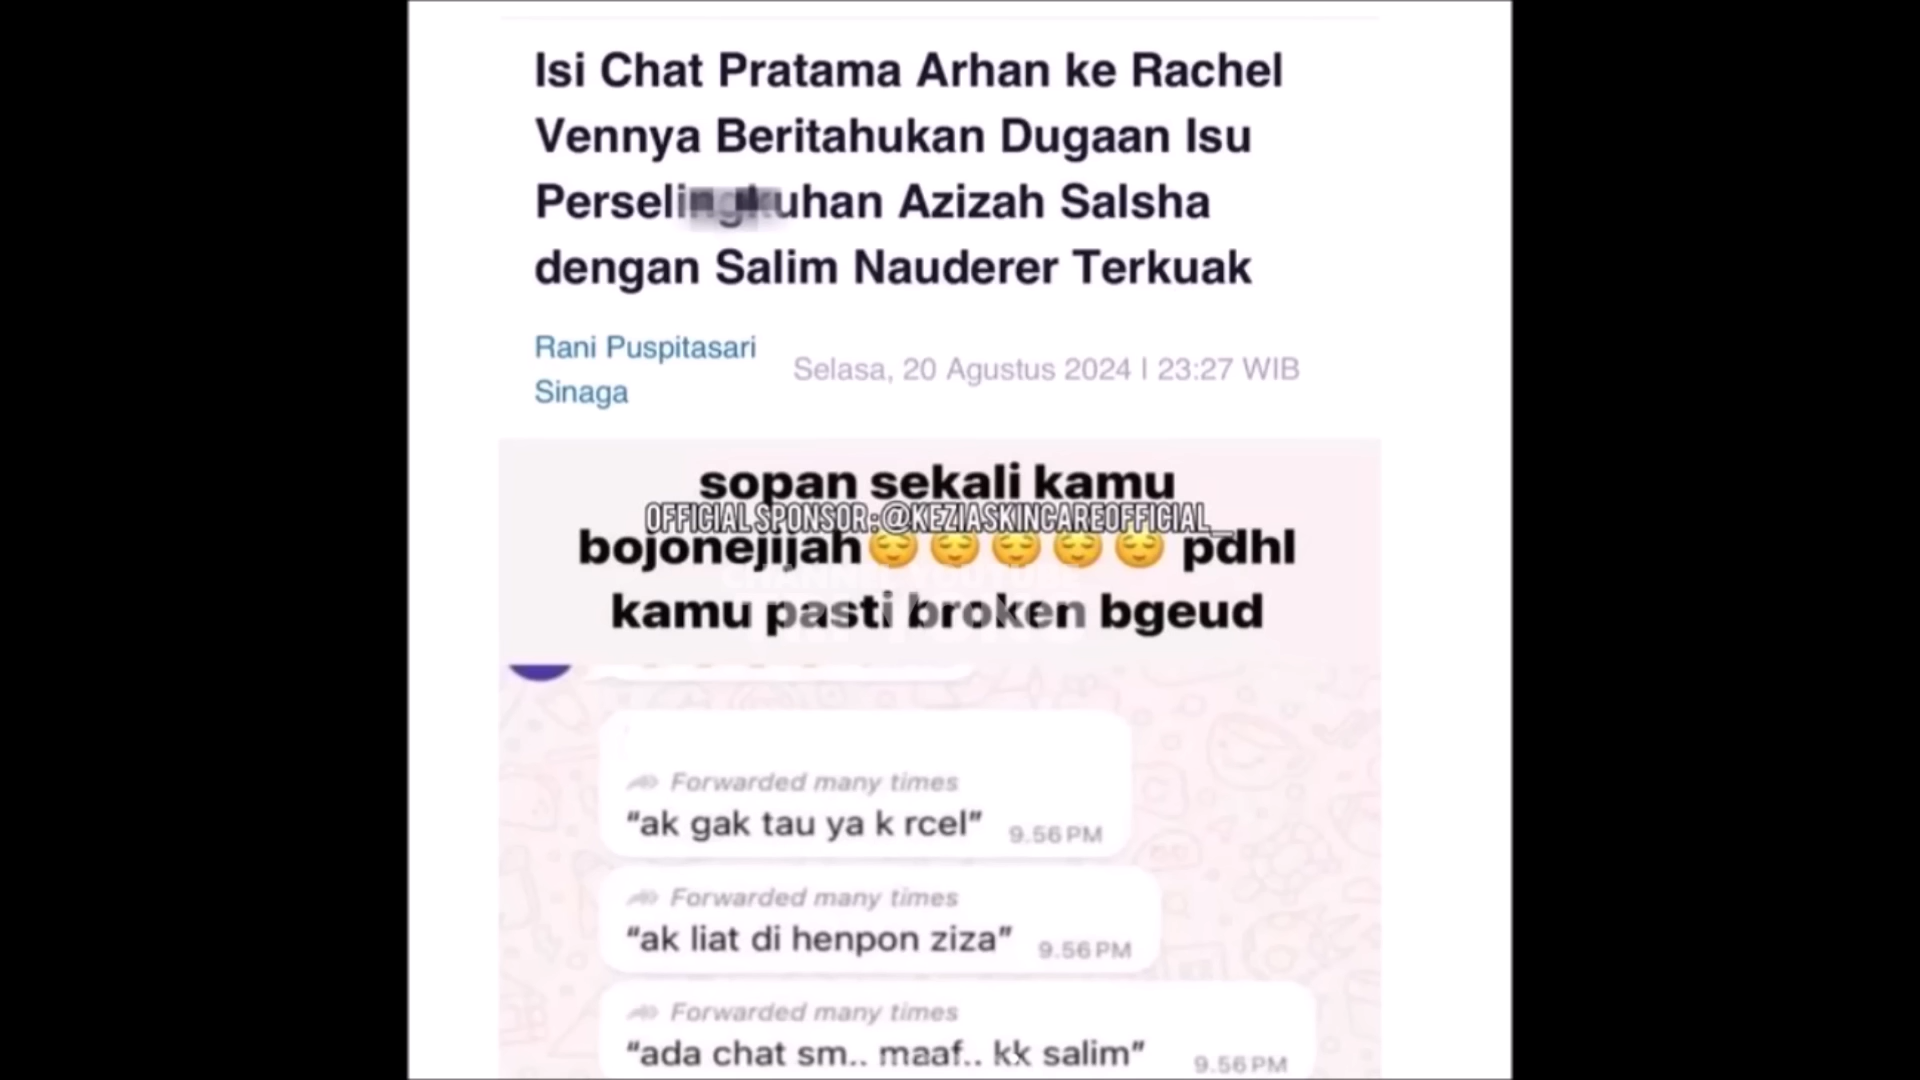 Isi Chat Pratama Arhan ke Rachel
Vennya Beritahukan Dugaan Isu
Perselingkuhan Azizah Salsha
dengan Salim Nauderer Terkuak
Rani Puspitasari
Sinaga
Selasa, 20 Agustus 2024 | 23:27 WIB
sopan sekali kamu
OFFICIAL SPONSOR:@KEZIASKINCAREOFFICIAL_
bojonejijah😌😌😌😌😌 pdhl
kamu pasti broken bgeud
Forwarded many times
“ak gak tau ya k rcel” 9.56 PM
Forwarded many times
“ak liat di henpon ziza” 9.56 PM
Forwarded many times
“ada chat sm.. maaf.. kk salim” 9.56 PM